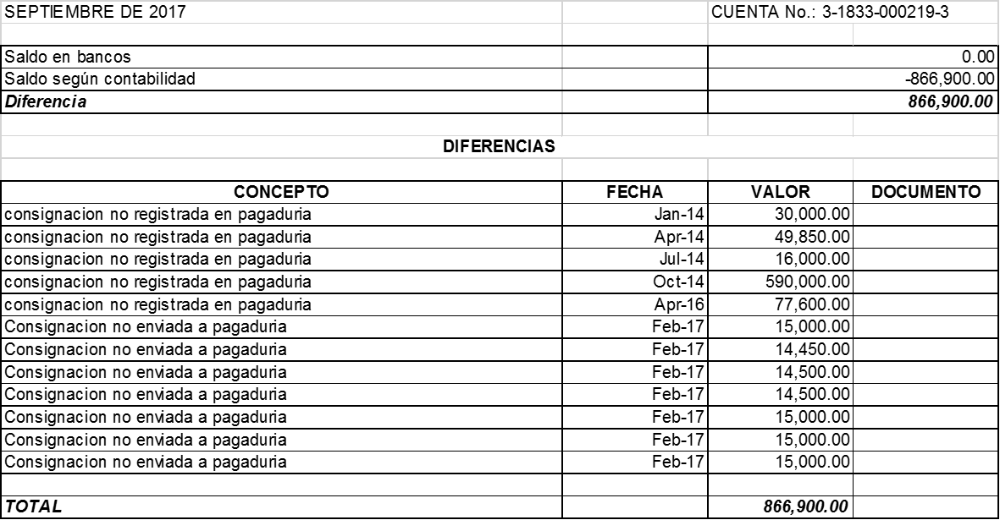 SEPTIEMBRE DE 2017 CUENTA No.: 3-1833-000219-3
Saldo en bancos 0.00
Saldo según contabilidad -866,900.00
Diferencia 866,900.00
DIFERENCIAS
CONCEPTO FECHA VALOR DOCUMENTO
consignacion no registrada en pagaduria Jan-14 30,000.00
consignacion no registrada en pagaduria Apr-14 49,850.00
consignacion no registrada en pagaduria Jul-14 16,000.00
consignacion no registrada en pagaduria Oct-14 590,000.00
consignacion no registrada en pagaduria Apr-16 77,600.00
Consignacion no enviada a pagaduria Feb-17 15,000.00
Consignacion no enviada a pagaduria Feb-17 14,450.00
Consignacion no enviada a pagaduria Feb-17 14,500.00
Consignacion no enviada a pagaduria Feb-17 14,500.00
Consignacion no enviada a pagaduria Feb-17 15,000.00
Consignacion no enviada a pagaduria Feb-17 15,000.00
Consignacion no enviada a pagaduria Feb-17 15,000.00
TOTAL 866,900.00